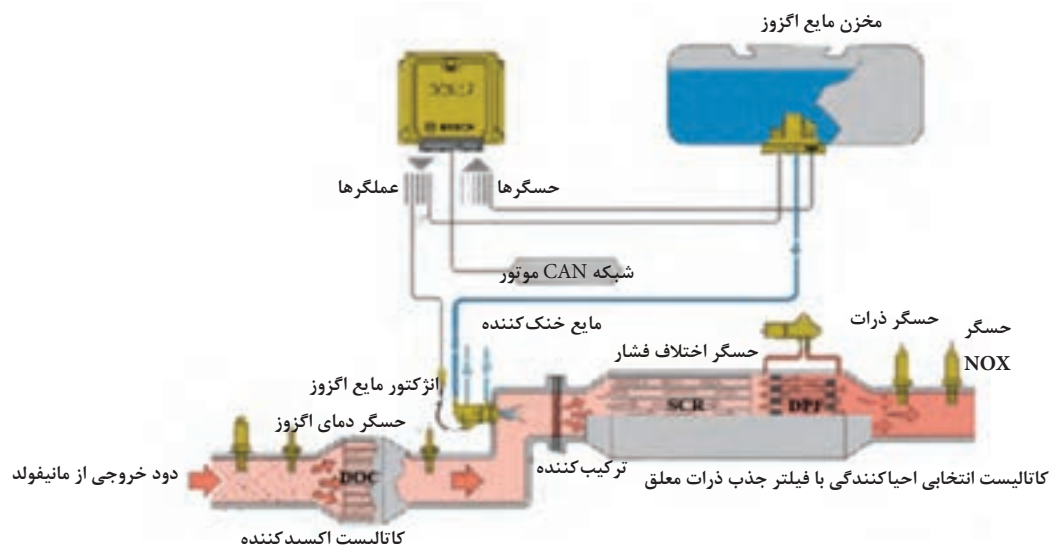 مخزن مایع اگزوز
BOSCH
عملگرها
حسگرها
شبکه CAN موتور
مایع خنک‌کننده
حسگر ذرات
حسگر
NOX
حسگر اختلاف فشار
انژکتور مایع اگزوز
حسگر دمای اگزوز
SCR
DPF
DOC
ترکیب‌کننده
دود خروجی از مانیفولد
کاتالیست انتخابی احیاکنندگی با فیلتر جذب ذرات معلق
کاتالیست اکسیدکننده